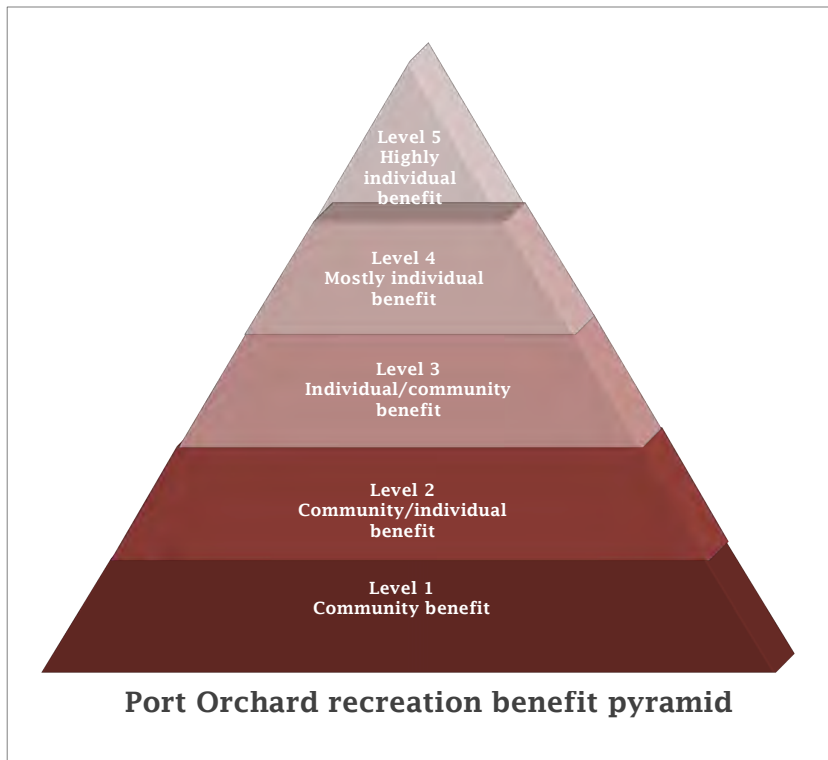 Level 5
Highly
individual
benefit
Level 4
Mostly individual
benefit
Level 3
Individual/community
benefit
Level 2
Community/individual
benefit
Level 1
Community benefit
Port Orchard recreation benefit pyramid